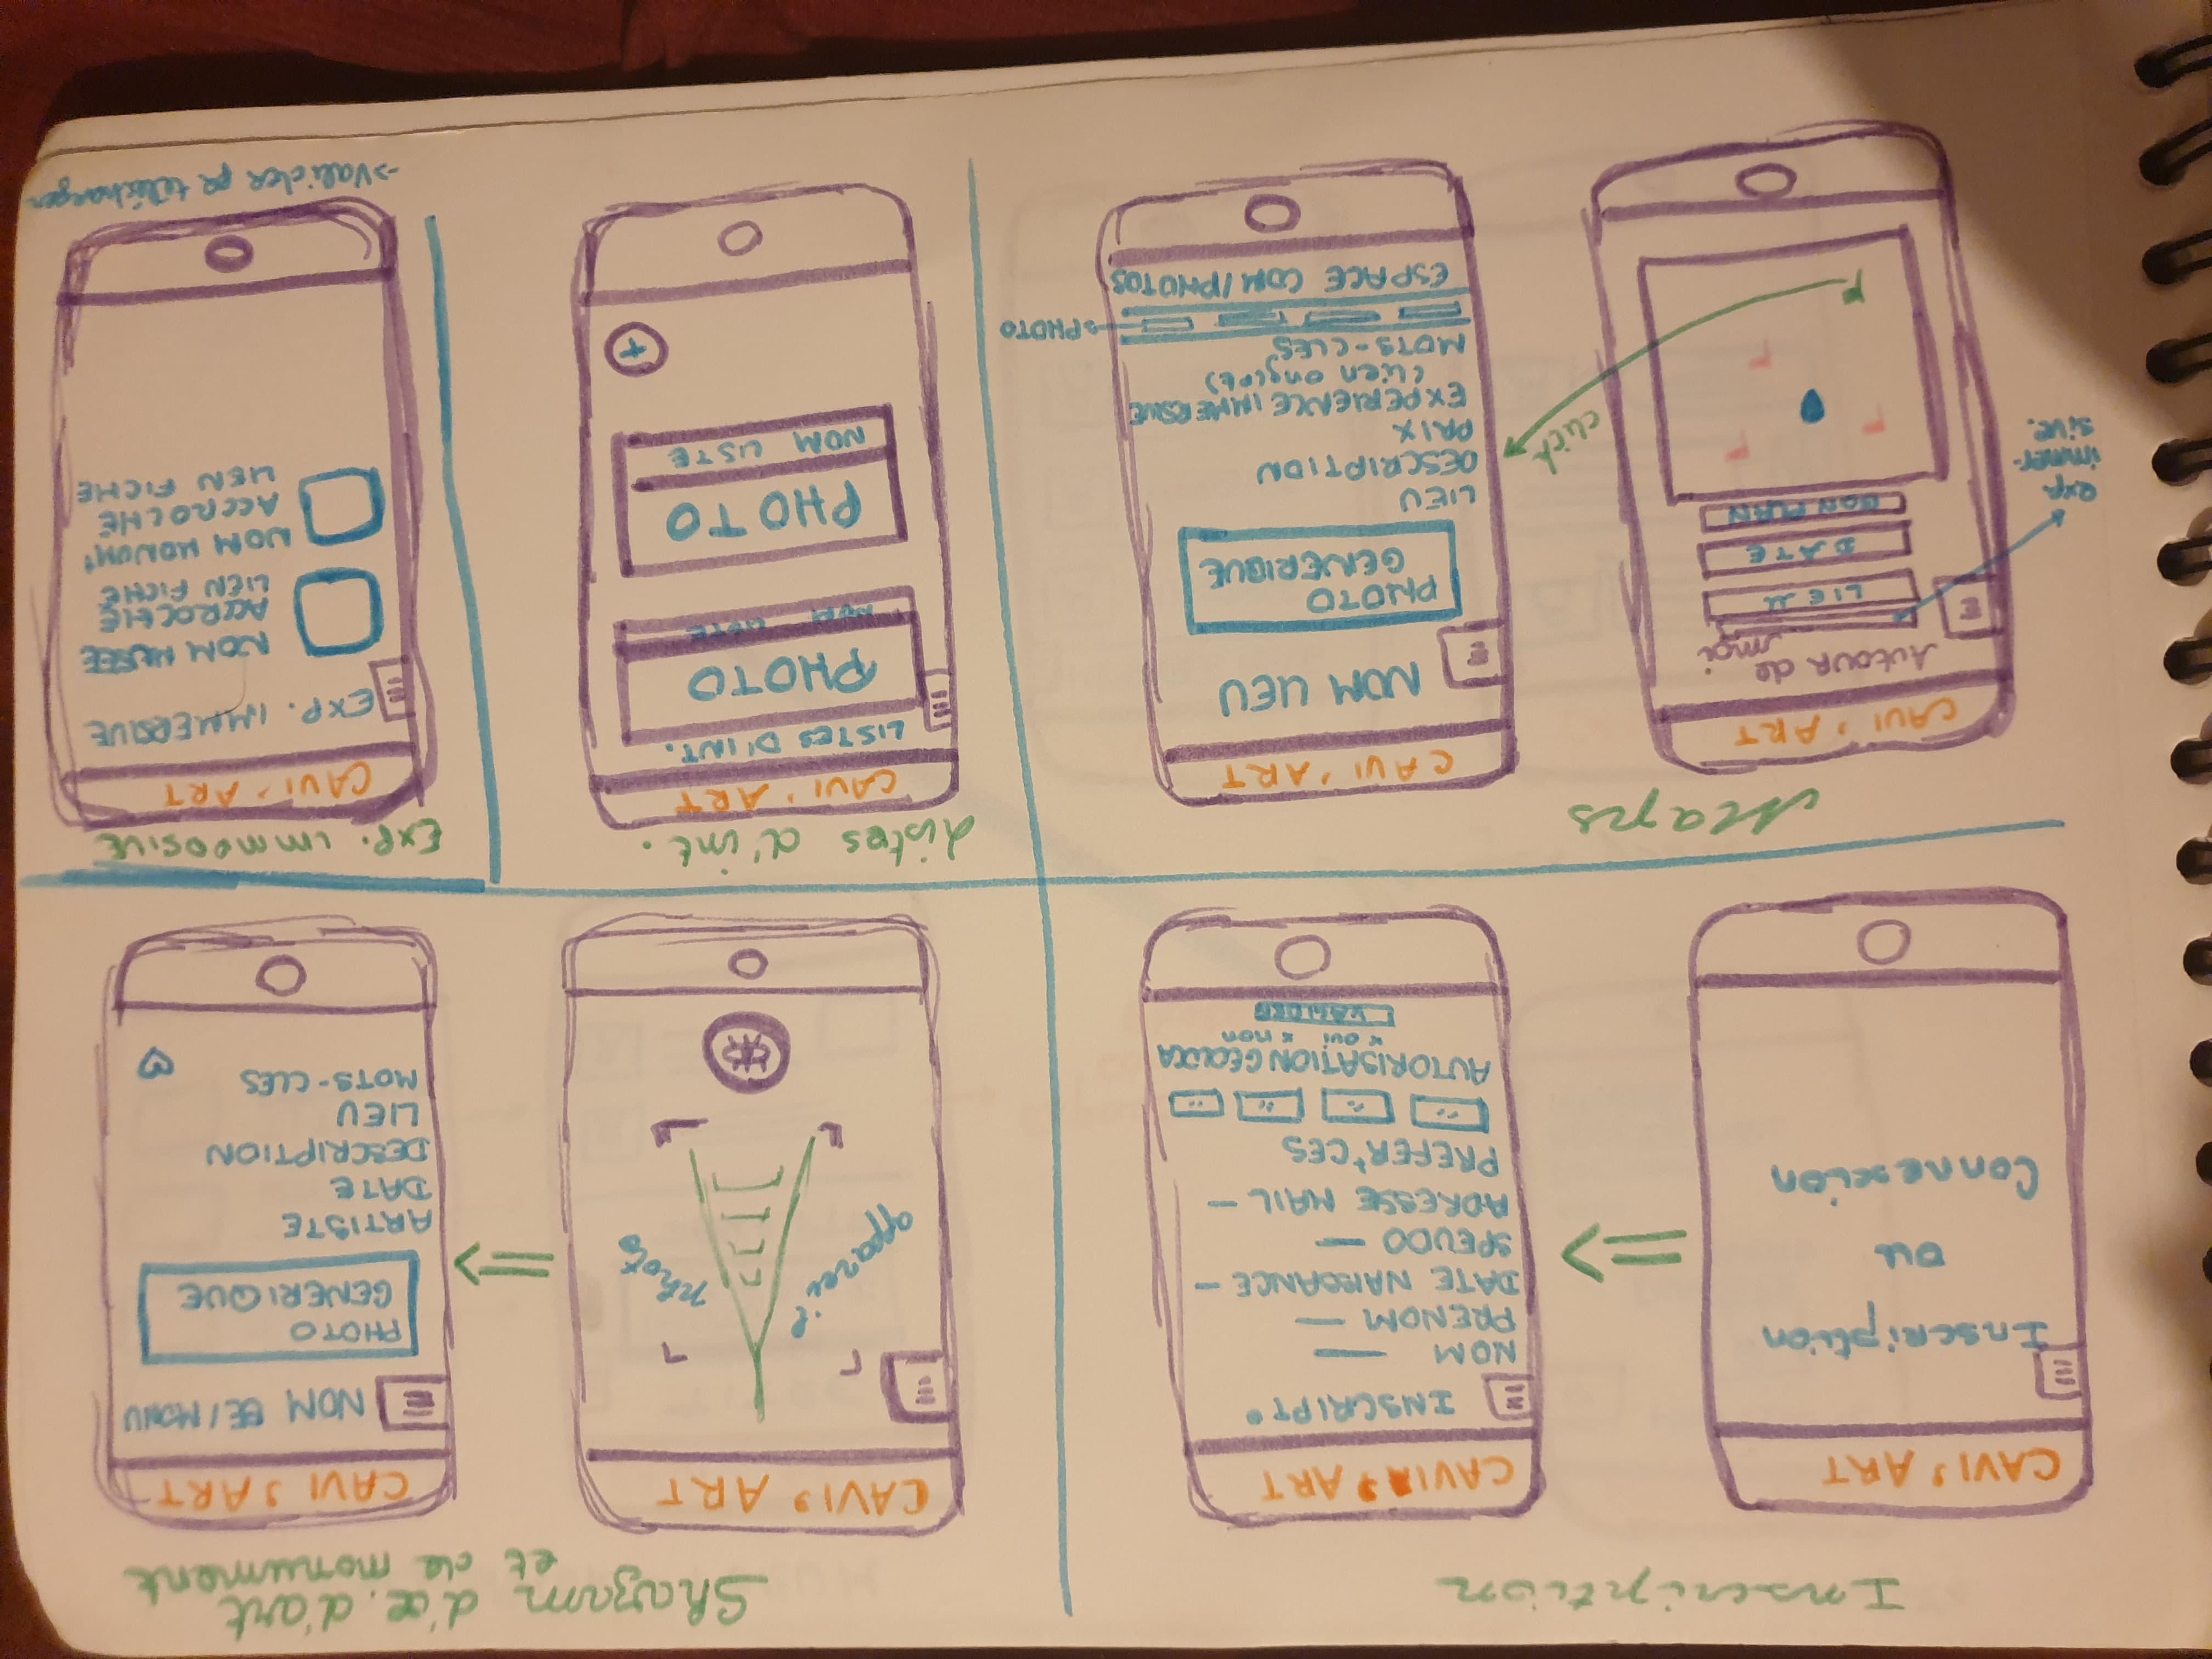 Inscription
CAVI' ART
Inscription
ou
Connexion
CAVI' ART
INSCRIPT°
NOM
PRENOM
DATE NAISSANCE
SPEUDO
ADRESSE MAIL
PREFER+CES
AUTORISATION GEOLOCA
x oui x non
VALIDER
Shazam d'œ. d'art
et de monument
CAVI' ART
appareil photo
CAVI'ART
NOM ŒE/MONU
PHOTO
GENERIQUE
ARTISTE
DATE
DESCRIPTION
LIEU
MOTS-CLES
Maps
CAVI'ART
Autour de
moi
LIEU
DATE
BON PLAN
exp.
immer-
sive.
click
CAVI'ART
NOM LIEU
PHOTO
GENERIQUE
LIEU
DESCRIPTION
PRIX
EXPERIENCE IMMERSIVE
(lien onglet)
MOTS-CLES
PHOTO
ESPACE COM/PHOTOS
Listes d'int.
CAVI'ART
LISTES D'INT.
PHOTO
NOM LISTE
PHOTO
NOM LISTE
+
Exp. immersive
CAVI'ART
EXP. IMMERSIVE
NOM MUSEE
ACCROCHE
LIEN FICHE
NOM MONUMt
ACCROCHE
LIEN FICHE
->Valider pr télécharger